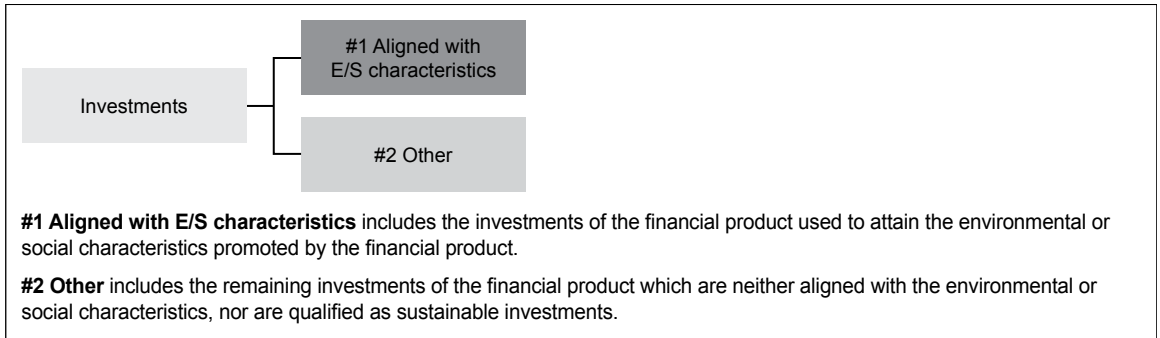 #1 Aligned with
E/S characteristics
Investments
#2 Other
#1 Aligned with E/S characteristics includes the investments of the financial product used to attain the environmental or
social characteristics promoted by the financial product.
#2 Other includes the remaining investments of the financial product which are neither aligned with the environmental or
social characteristics, nor are qualified as sustainable investments.